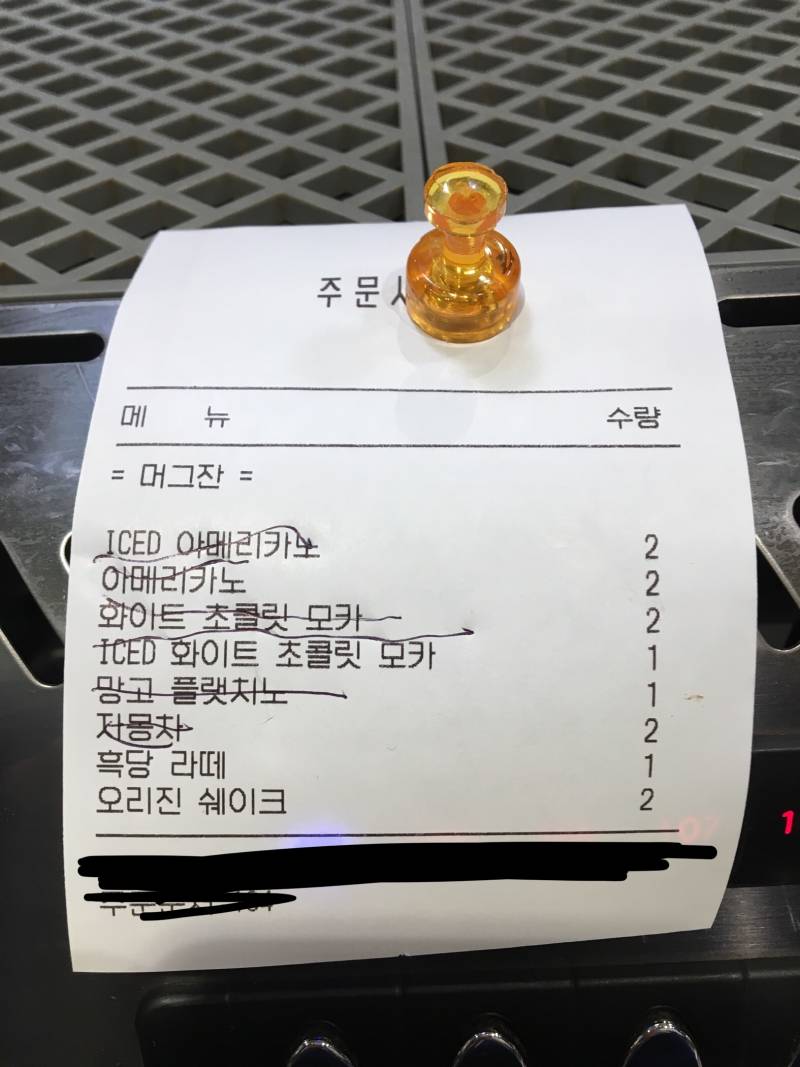 주 문
메 뉴 수량
= 머그잔 =
ICED 아메리카노 2
아메리카노 2
화이트 초콜릿 모카 2
ICED 화이트 초콜릿 모카 1
망고 플랫치노 1
자몽차 2
흑당 라떼 1
오리진 쉐이크 2
1